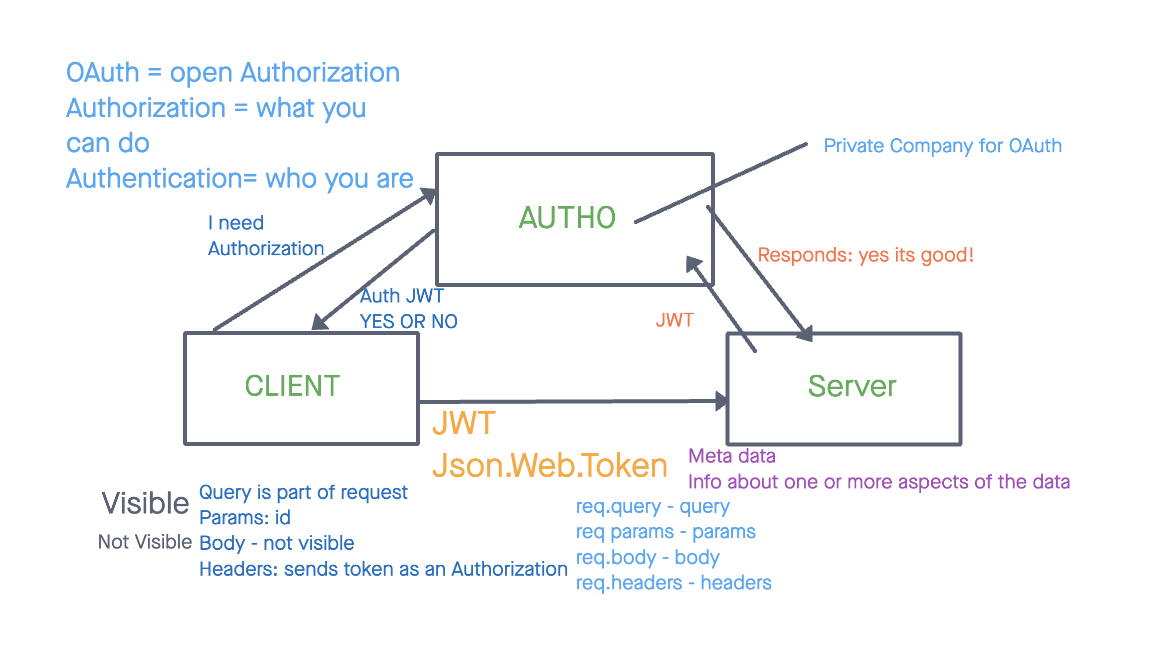 OAuth = open Authorization
Authorization = what you
can do
Authentication= who you are
Private Company for OAuth
I need
Authorization
AUTHO
Responds: yes its good!
Auth JWT
YES OR NO
JWT
CLIENT
Server
JWT
Json.Web.Token
Meta data
Info about one or more aspects of the data
Visible
Query is part of request
Params: id
Not Visible
Body - not visible
Headers: sends token as an Authorization
req.query - query
req params - params
req.body - body
req.headers - headers